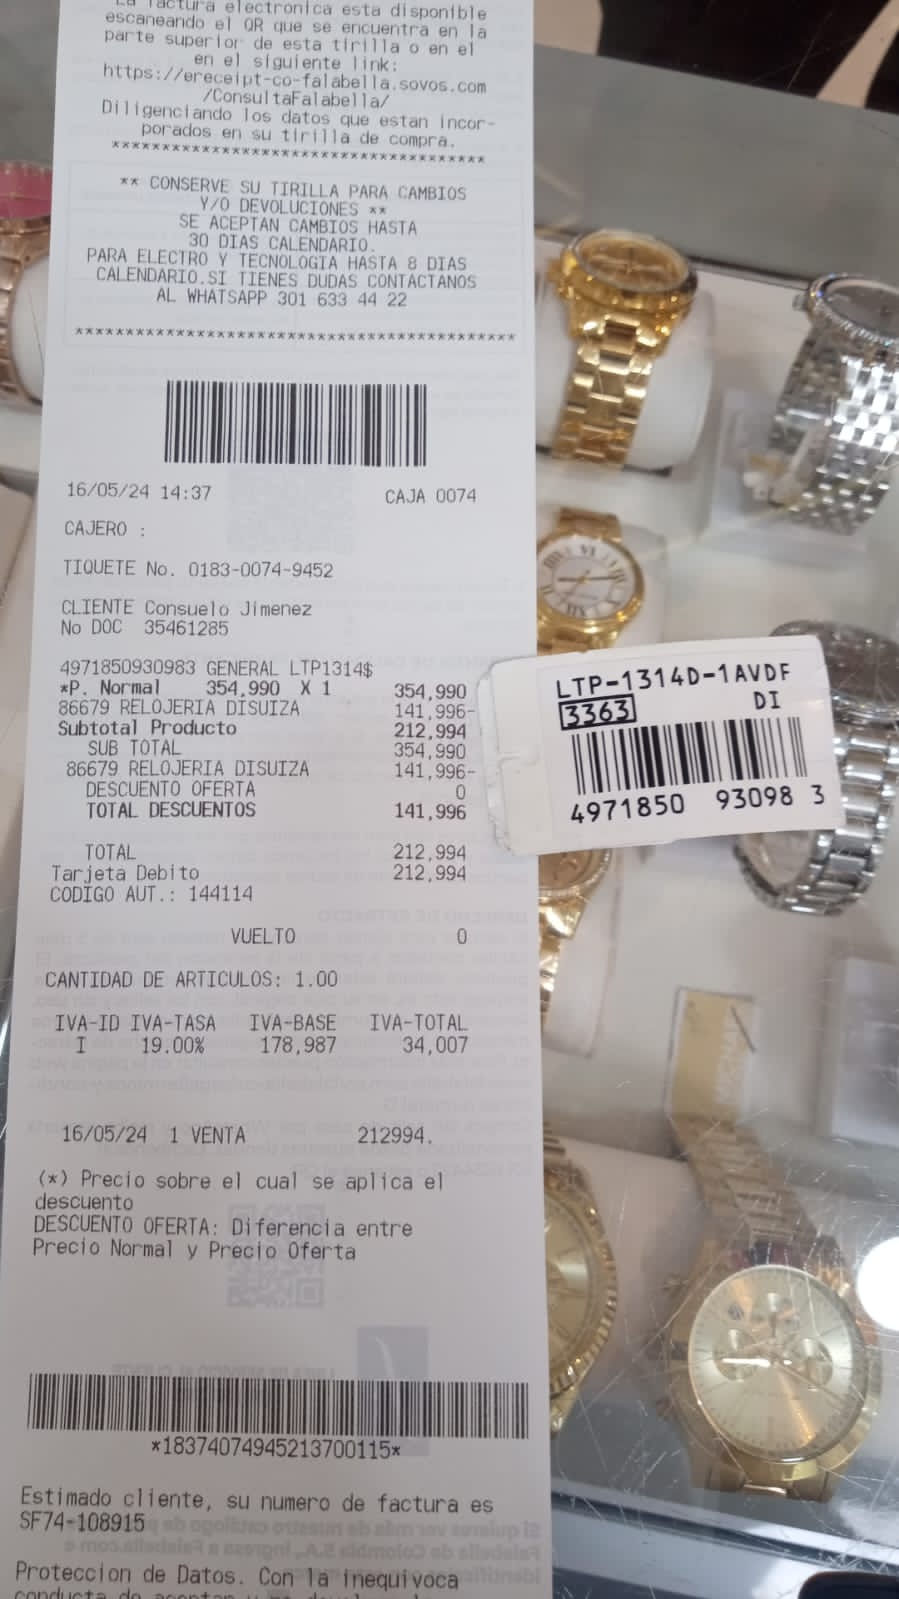 La factura electronica esta disponible
escaneando el QR que se encuentra en la
parte superior de esta tirilla o en el
en el siguiente link:
https://ereceipt-co-falabella.sovos.com
/ConsultaFalabella/
Diligenciando los datos que estan incor-
porados en su tirilla de compra.
****************************************
** CONSERVE SU TIRILLA PARA CAMBIOS
Y/O DEVOLUCIONES **
SE ACEPTAN CAMBIOS HASTA
30 DIAS CALENDARIO.
PARA ELECTRO Y TECNOLOGIA HASTA 8 DIAS
CALENDARIO.SI TIENES DUDAS CONTACTANOS
AL WHATSAPP 301 633 44 22
****************************************
16/05/24 14:37 CAJA 0074
CAJERO :
TIQUETE No. 0183-0074-9452
CLIENTE Consuelo Jimenez
No DOC 35461285
4971850930983 GENERAL LTP1314$
*P. Normal 354,990 X 1 354,990
86679 RELOJERIA DISUIZA 141,996-
Subtotal Producto 212,994
SUB TOTAL 354,990
86679 RELOJERIA DISUIZA 141,996-
DESCUENTO OFERTA 0
TOTAL DESCUENTOS 141,996
TOTAL 212,994
Tarjeta Debito 212,994
CODIGO AUT.: 144114
VUELTO 0
CANTIDAD DE ARTICULOS: 1.00
IVA-ID IVA-TASA IVA-BASE IVA-TOTAL
I 19.00% 178,987 34,007
16/05/24 1 VENTA 212994.
(*) Precio sobre el cual se aplica el
descuento
DESCUENTO OFERTA: Diferencia entre
Precio Normal y Precio Oferta
*18374074945213700115*
Estimado cliente, su numero de factura es
SF74-108915
Proteccion de Datos. Con la inequivoca
LTP-1314D-1AVDF
3363 DI
4971850 93098 3